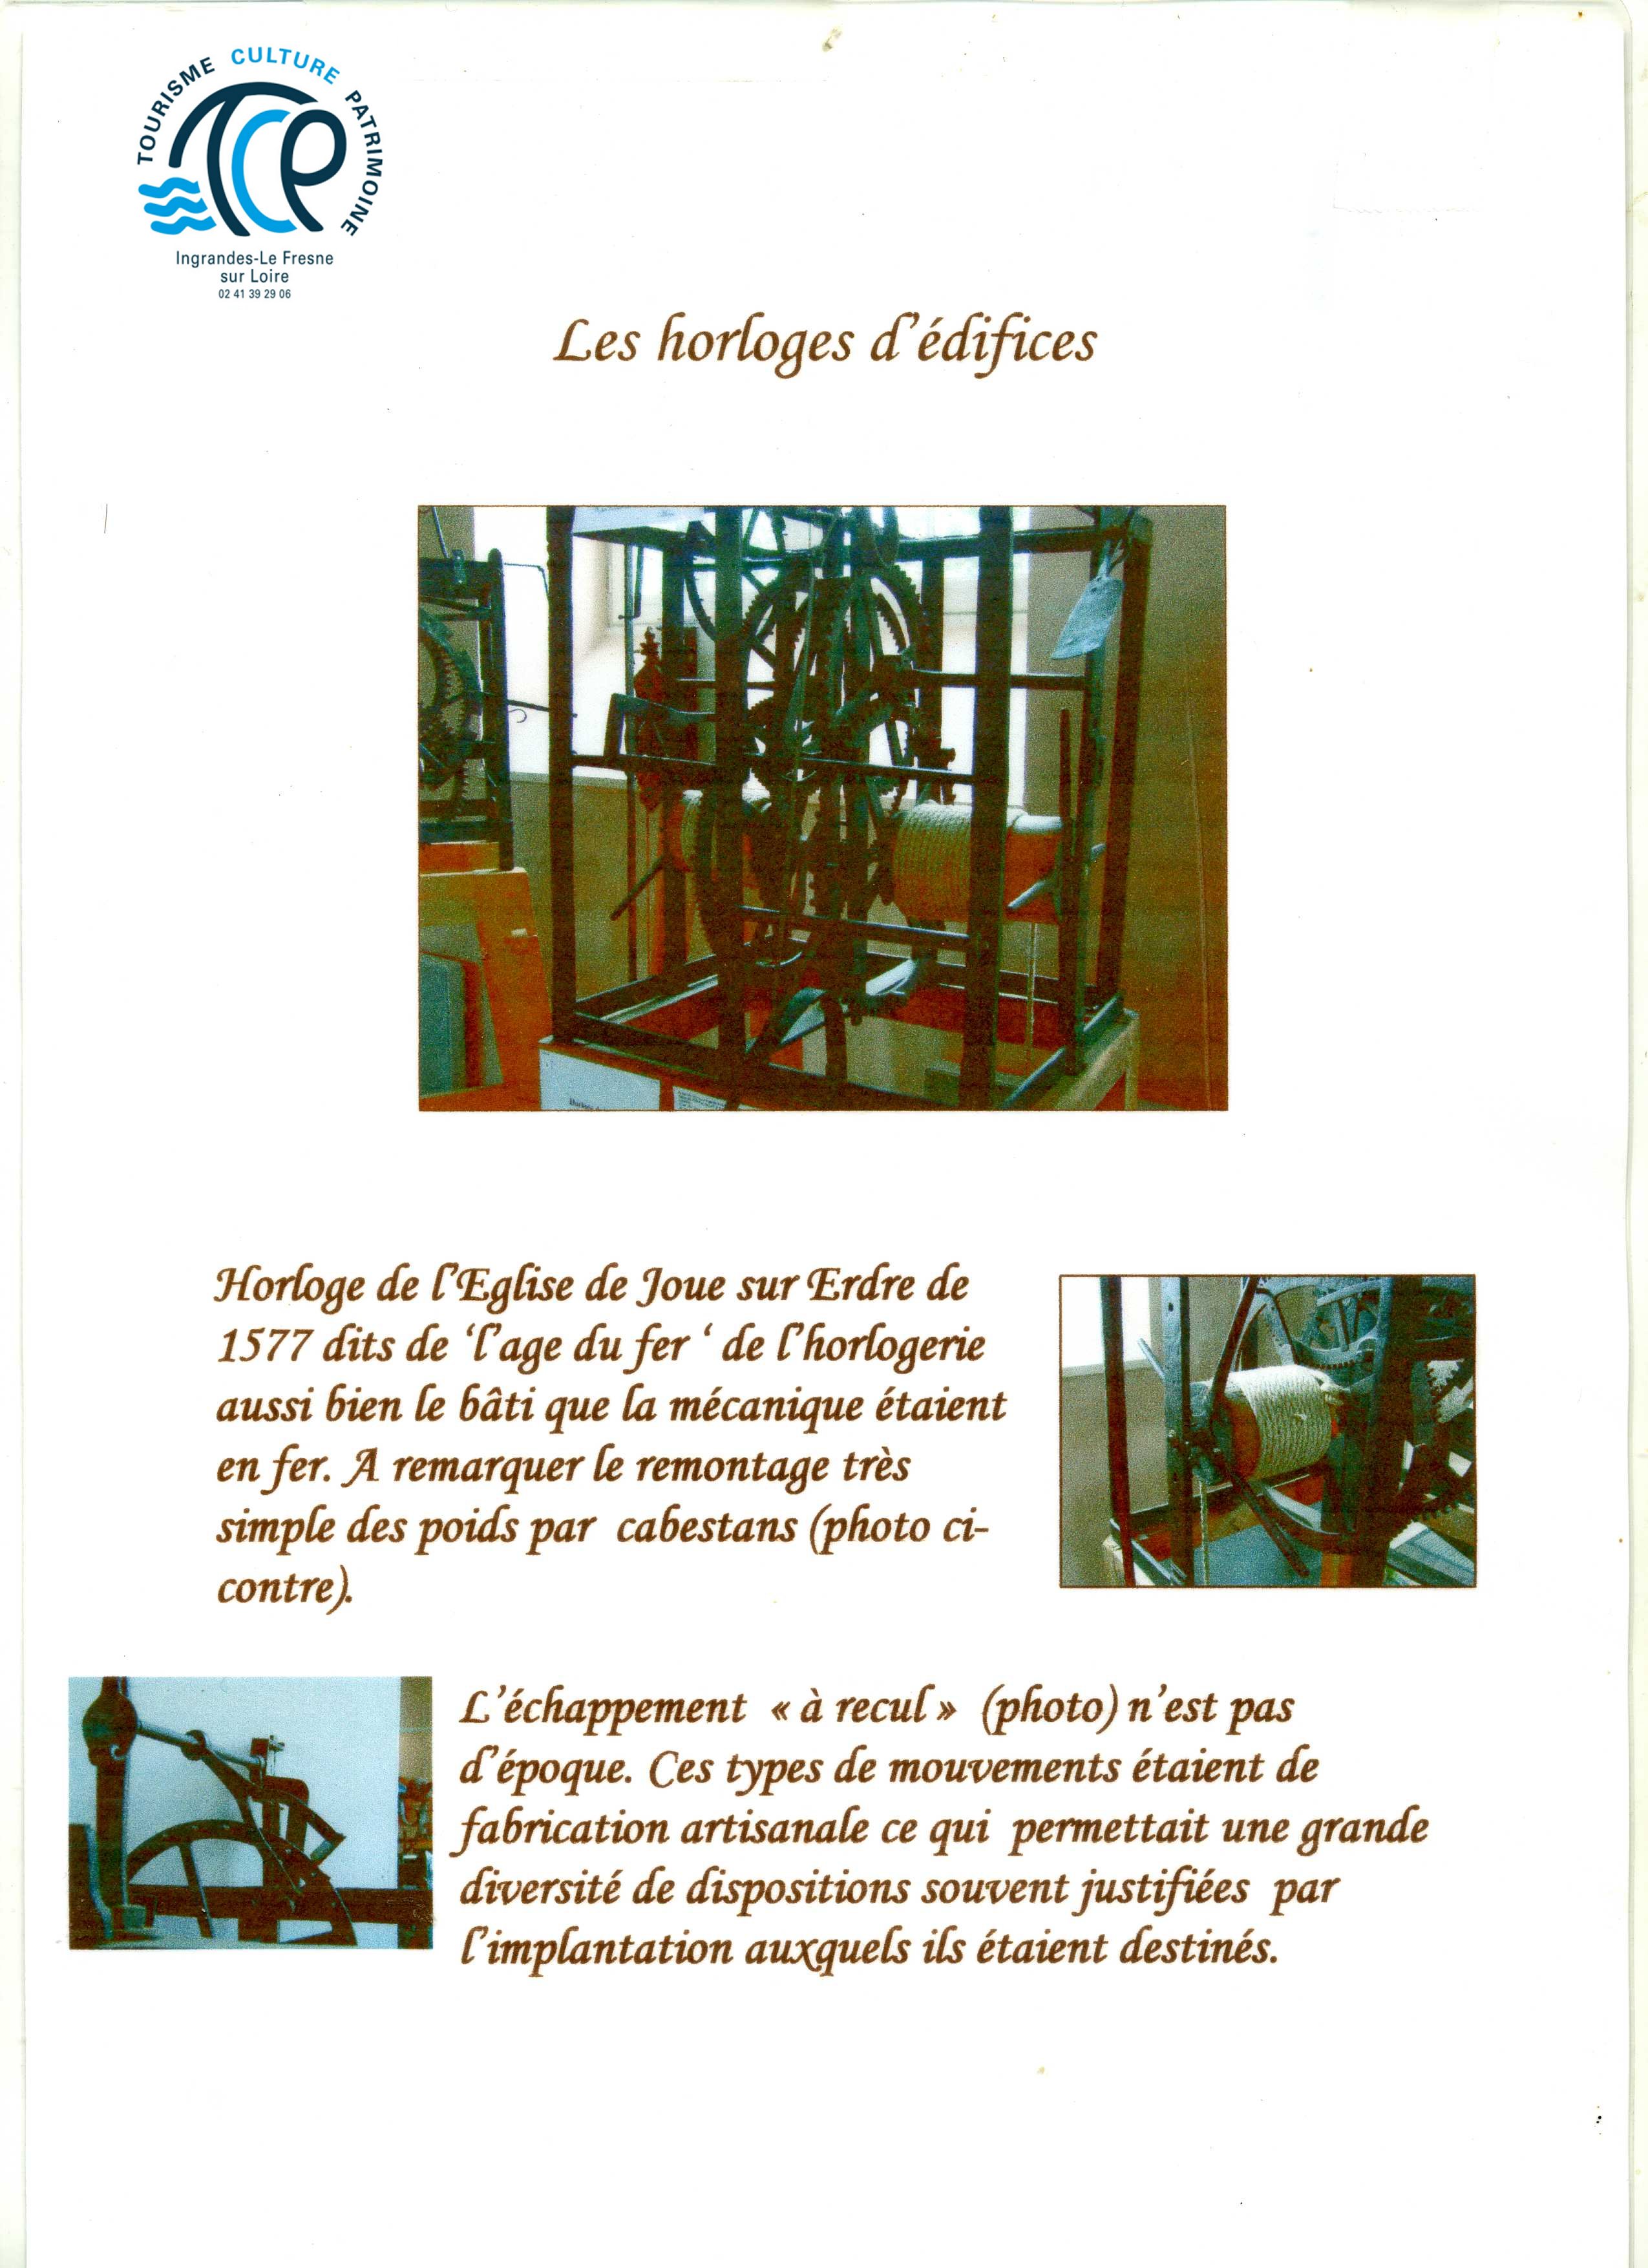 TOURISME CULTURE PATRIMOINE
TCP
Ingrandes-Le Fresne
sur Loire
02 41 39 29 06
Les horloges d'édifices
Horloge de l'Eglise de Joue sur Erdre de
1577 dits de ‘l'age du fer ‘ de l'horlogerie
aussi bien le bâti que la mécanique étaient
en fer. A remarquer le remontage très
simple des poids par cabestans (photo ci-
contre).
L'échappement « à recul » (photo) n'est pas
d'époque. Ces types de mouvements étaient de
fabrication artisanale ce qui permettait une grande
diversité de dispositions souvent justifiées par
l'implantation auxquels ils étaient destinés.